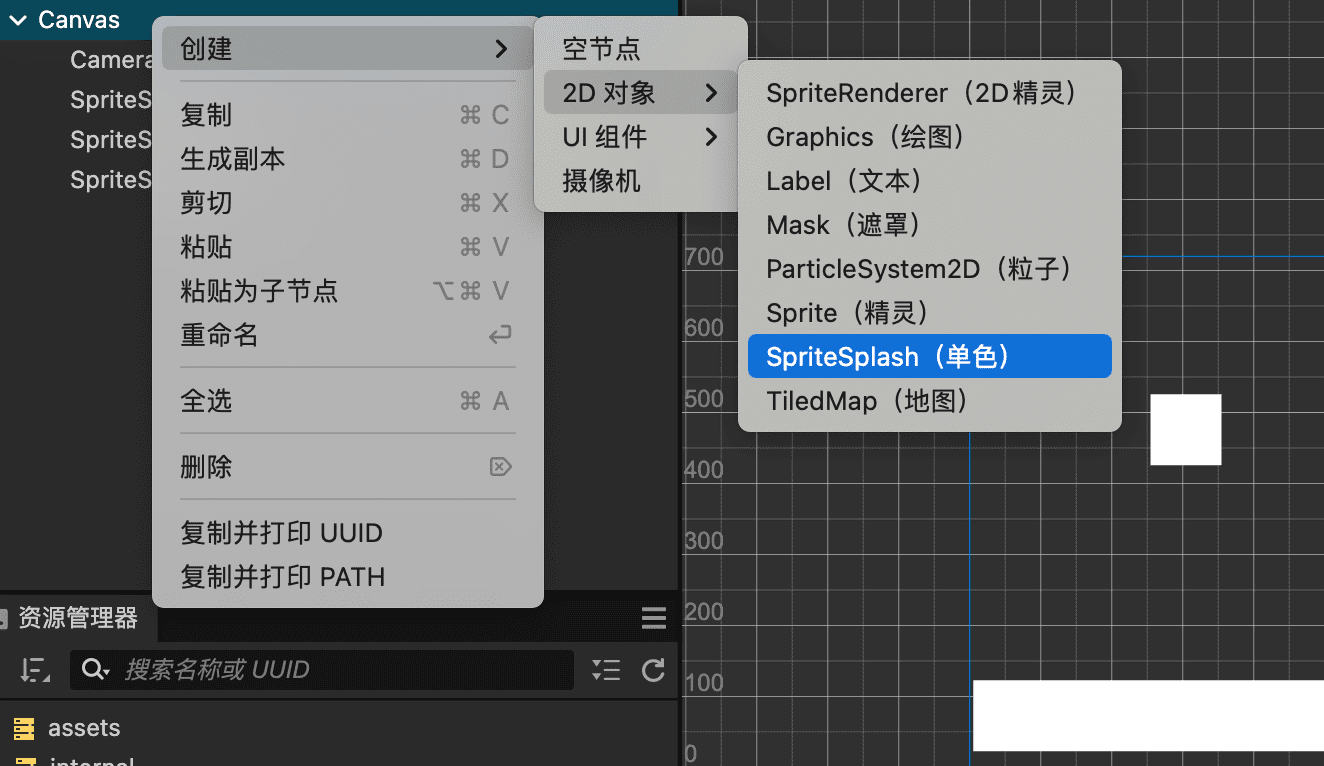 Canvas
Camera
SpriteS
SpriteS
SpriteS
创建
复制 ⌘ C
生成副本 ⌘ D
剪切 ⌘ X
粘贴 ⌘ V
粘贴为子节点 ⌥⌘ V
重命名
全选 ⌘ A
删除
复制并打印 UUID
复制并打印 PATH
空节点
2D 对象
UI 组件
摄像机
SpriteRenderer（2D精灵）
Graphics（绘图）
Label（文本）
Mask（遮罩）
ParticleSystem2D（粒子）
Sprite（精灵）
SpriteSplash（单色）
TiledMap（地图）
700
600
500
400
300
200
100
0
资源管理器
搜索名称或 UUID
assets
internal